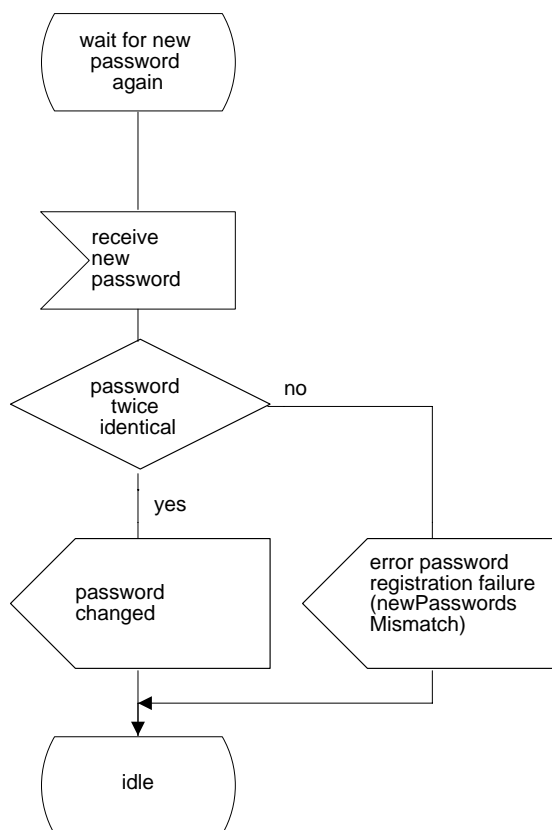 wait for new
password
again
receive
new
password
password
twice
identical
no
yes
password
changed
error password
registration failure
(newPasswords
Mismatch)
idle